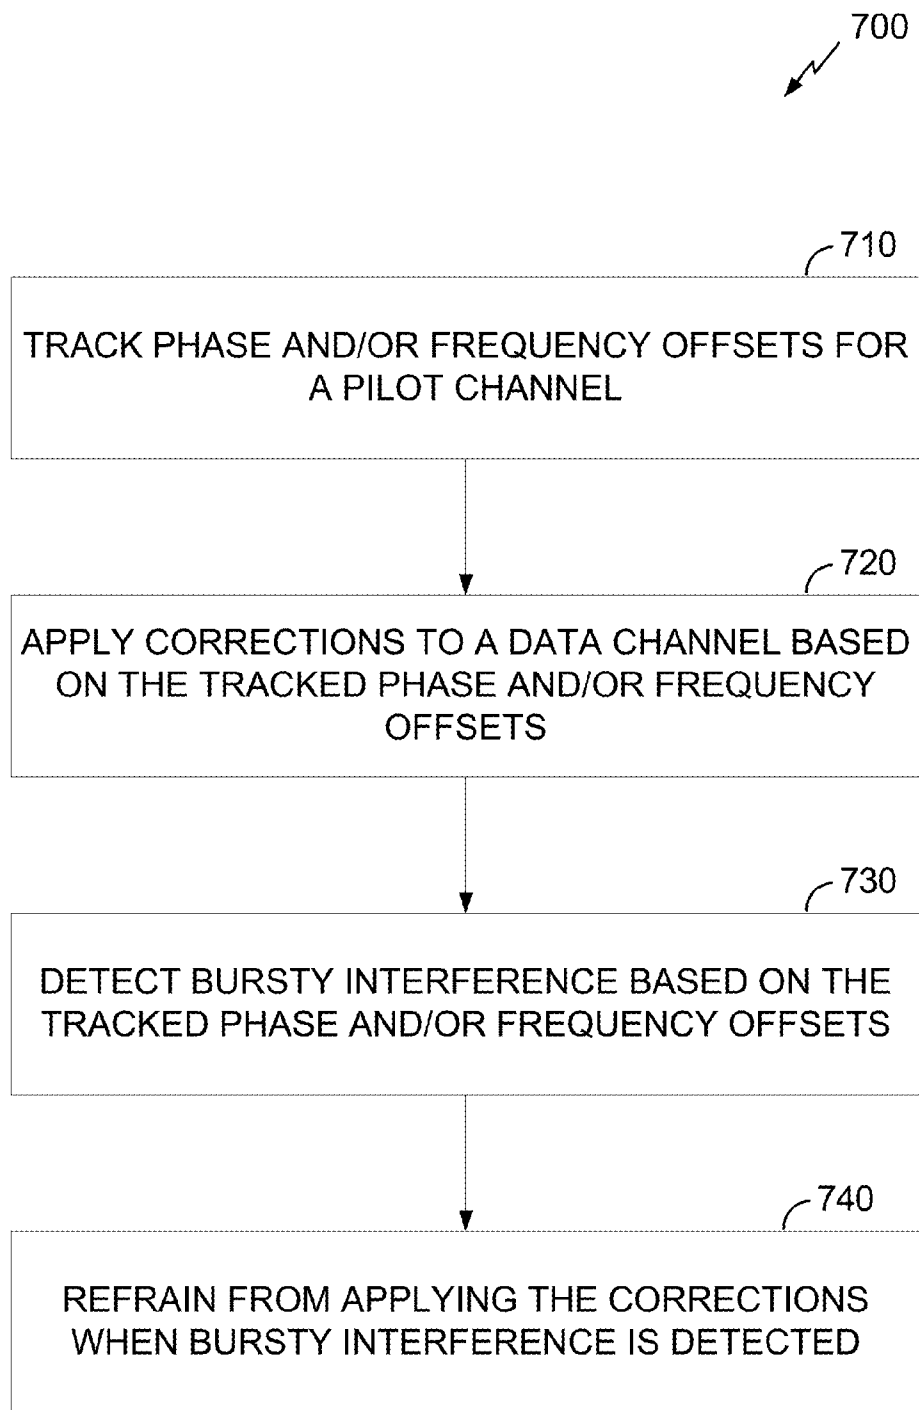 700
710
TRACK PHASE AND/OR FREQUENCY OFFSETS FOR
A PILOT CHANNEL
720
APPLY CORRECTIONS TO A DATA CHANNEL BASED
ON THE TRACKED PHASE AND/OR FREQUENCY
OFFSETS
730
DETECT BURSTY INTERFERENCE BASED ON THE
TRACKED PHASE AND/OR FREQUENCY OFFSETS
740
REFRAIN FROM APPLYING THE CORRECTIONS
WHEN BURSTY INTERFERENCE IS DETECTED